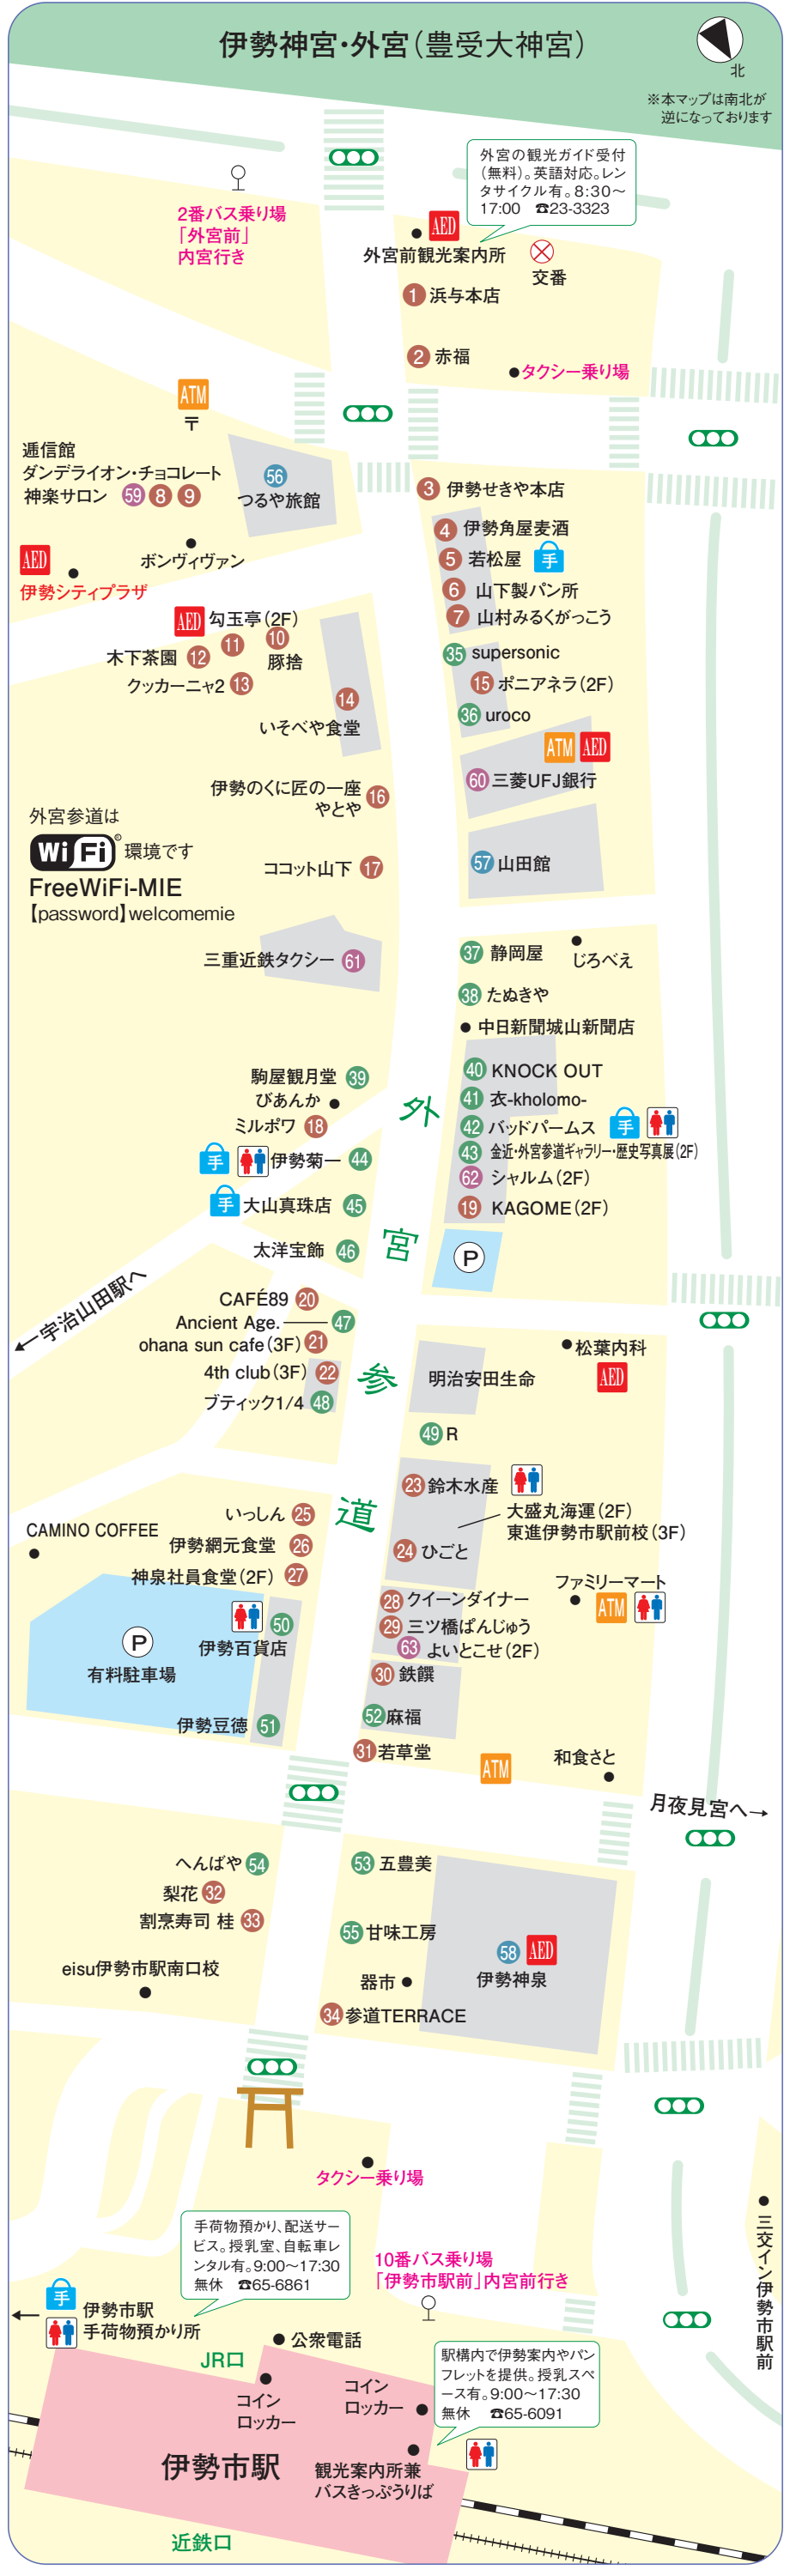 伊勢神宮・外宮(豊受大神宮)
北
※本マップは南北が
逆になっております
外宮の観光ガイド受付
(無料)。英語対応。レン
タサイクル有。8:30〜
17:00 ☎23-3323
2番バス乗り場
「外宮前」
内宮行き
AED
外宮前観光案内所
交番
1 浜与本店
2 赤福
タクシー乗り場
ATM
〒
逓信館
ダンデライオン・チョコレート
神楽サロン 59 8 9
56
つるや旅館
3 伊勢せきや本店
4 伊勢角屋麦酒
5 若松屋 手
6 山下製パン所
7 山村みるくがっこう
ボンヴィヴァン
AED
伊勢シティプラザ
AED 勾玉亭(2F)
11 10
木下茶園 12 豚捨
クッカーニャ2 13
14
いそべや食堂
35 supersonic
15 ポニアネラ(2F)
36 uroco
ATM AED
60 三菱UFJ銀行
伊勢のくに匠の一座
やとや 16
外宮参道は
Wi Fi 環境です
FreeWiFi-MIE
【password】welcomemie
ココット山下 17
57 山田館
三重近鉄タクシー 61
37 静岡屋
じろべえ
38 たぬきや
中日新聞城山新聞店
駒屋観月堂 39
びあんか
ミルポワ 18
手 伊勢菊一 44
手 大山真珠店 45
太洋宝飾 46
外宮参道
40 KNOCK OUT
41 衣-kholomo-
42 バッドパームス 手
43 金近・外宮参道ギャラリー・歴史写真展(2F)
62 シャルム(2F)
19 KAGOME(2F)
P
←宇治山田駅へ
CAFÉ89 20
Ancient Age. 47
ohana sun cafe(3F) 21
4th club(3F) 22
ブティック1/4 48
松葉内科
AED
明治安田生命
49 R
23 鈴木水産
大盛丸海運(2F)
東進伊勢市駅前校(3F)
24 ひごと
いっしん 25
伊勢網元食堂 26
神泉社員食堂(2F) 27
CAMINO COFFEE
50
伊勢百貨店
P
有料駐車場
伊勢豆徳 51
ファミリーマート
ATM
28 クイーンダイナー
29 三ツ橋ぱんじゅう
63 よいとこせ(2F)
30 鉄饌
52 麻福
31 若草堂
ATM
和食さと
月夜見宮へ→
へんばや 54
梨花 32
割烹寿司 桂 33
eisu伊勢市駅南口校
53 五豊美
55 甘味工房
58 AED
伊勢神泉
器市
34 参道TERRACE
タクシー乗り場
三交イン伊勢市駅前
手荷物預かり、配送サー
ビス。授乳室、自転車レ
ンタル有。9:00〜17:30
無休 ☎65-6861
10番バス乗り場
「伊勢市駅前」内宮前行き
手
伊勢市駅
手荷物預かり所
公衆電話
JR口
コイン
ロッカー
コイン
ロッカー
駅構内で伊勢案内やパン
フレットを提供。授乳スペ
ース有。9:00〜17:30
無休 ☎65-6091
伊勢市駅
観光案内所兼
バスきっぷうりば
近鉄口